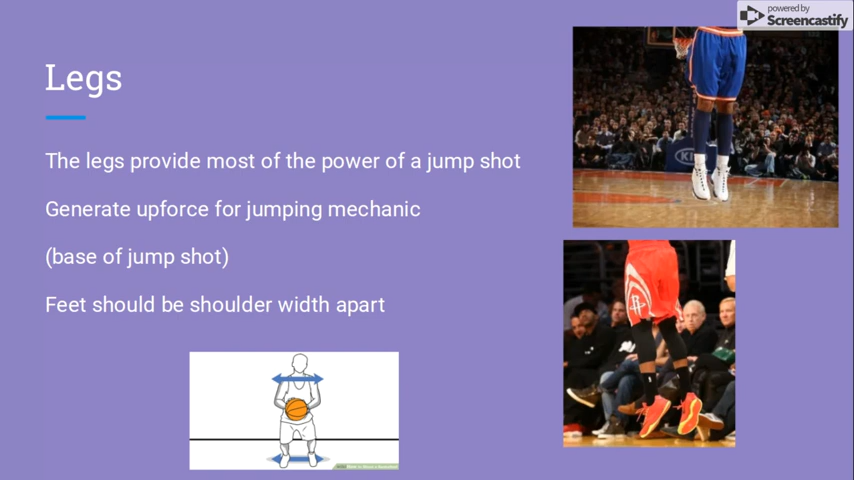 powered by
Screencastify
Legs
The legs provide most of the power of a jump shot
Generate upforce for jumping mechanic
(base of jump shot)
Feet should be shoulder width apart
KI